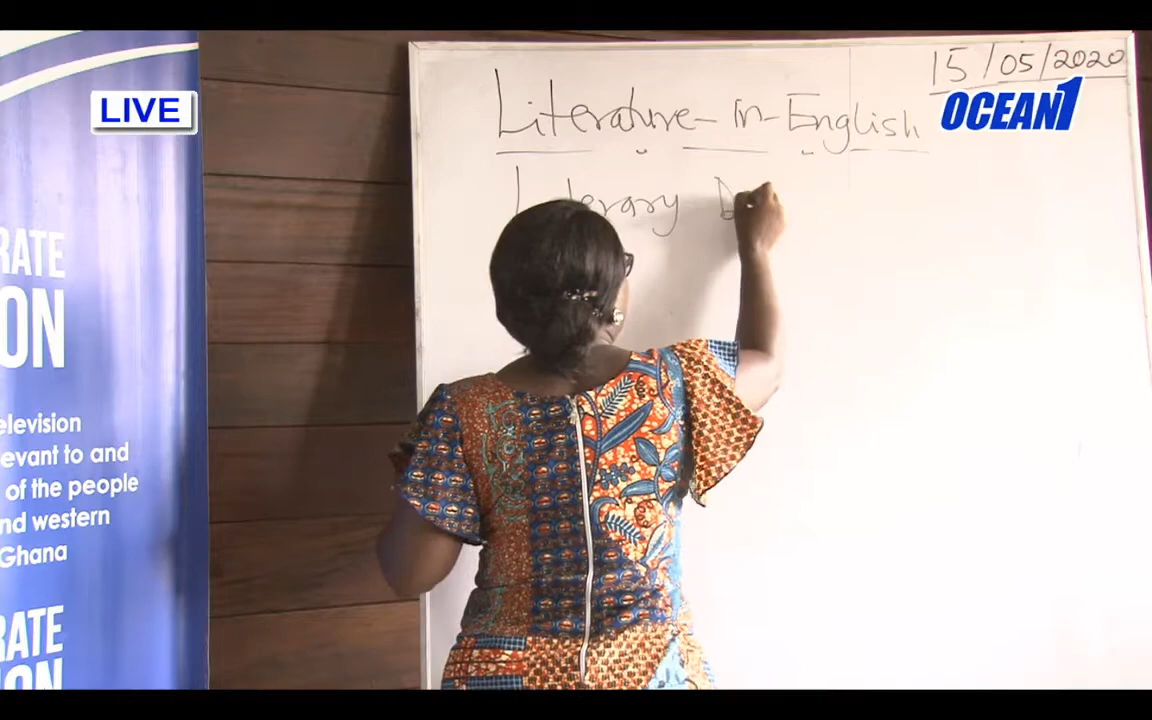 LIVE
15/05/2020
OCEAN1
Literature-in-English
Literary D
RATE
ON
elevision
evant to and
of the people
nd western
Ghana
RATE
ION